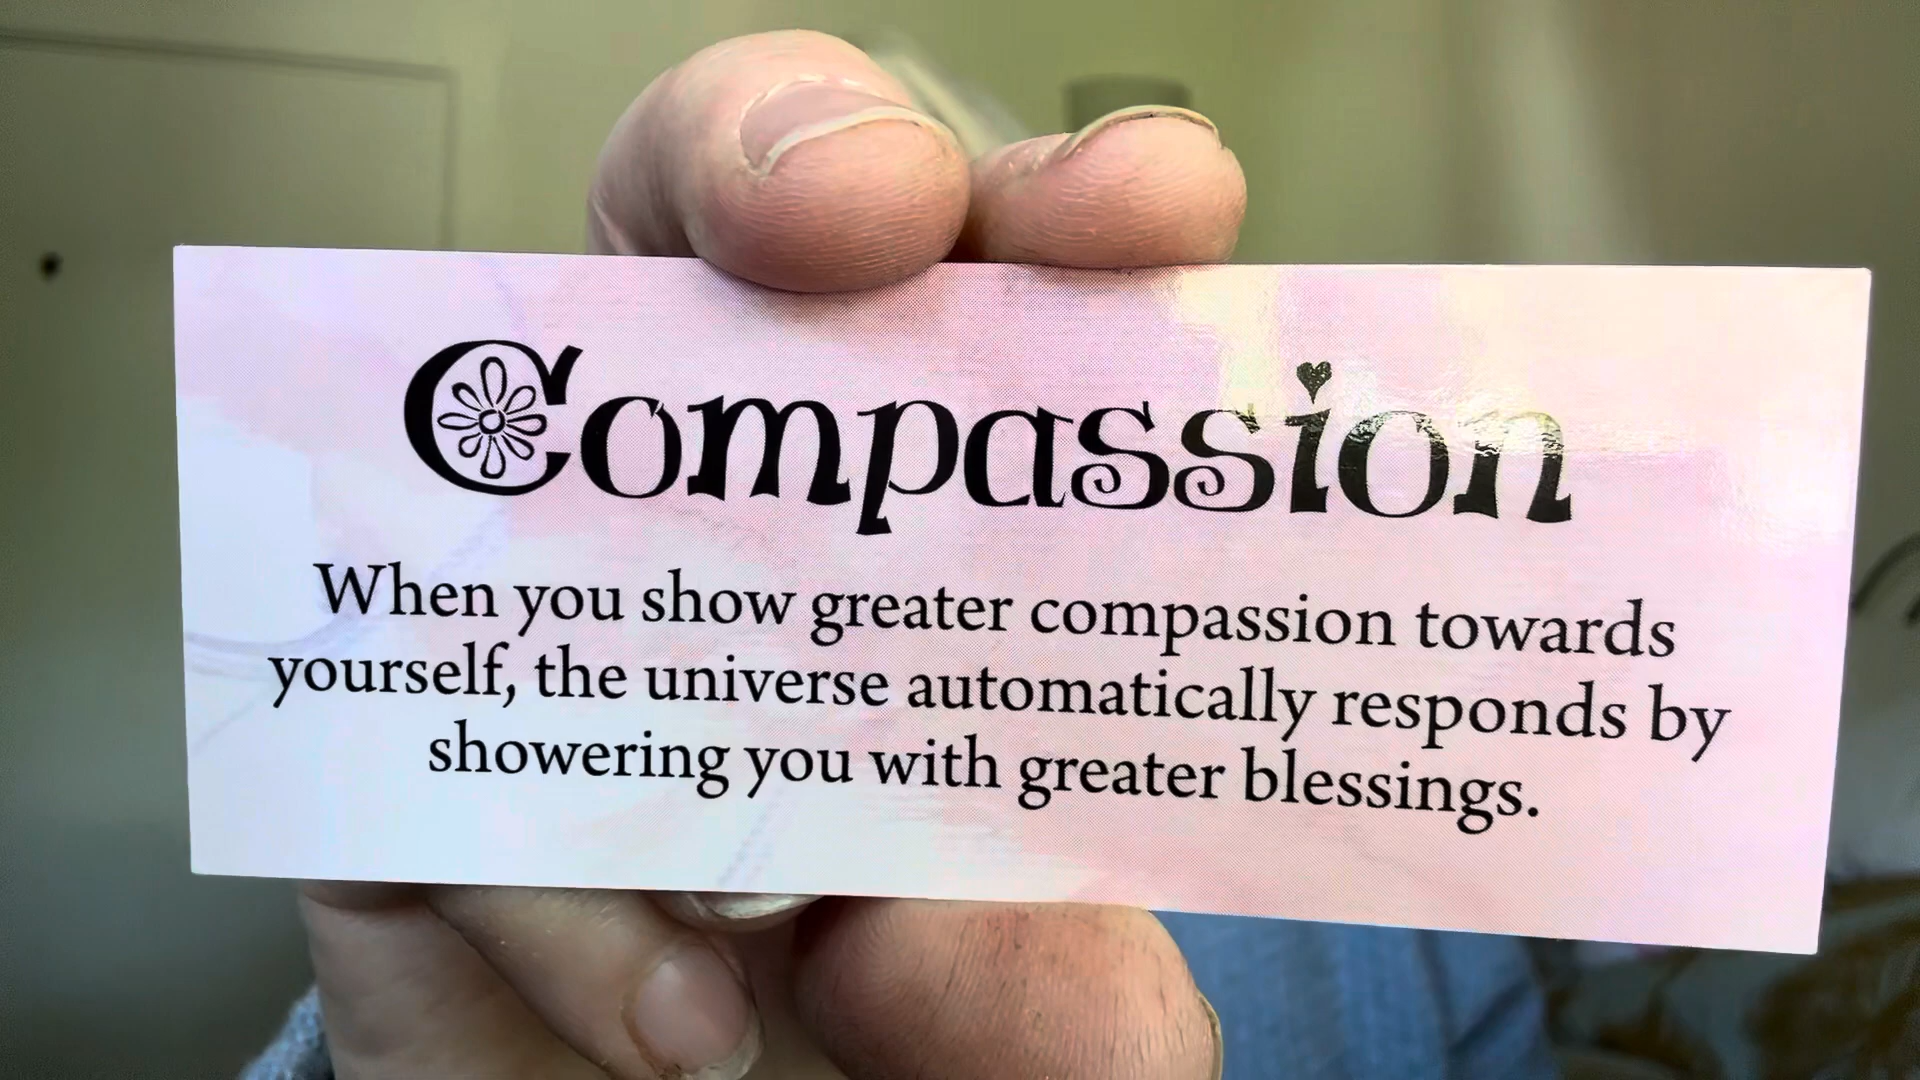 Compassion
When you show greater compassion towards
yourself, the universe automatically responds by
showering you with greater blessings.